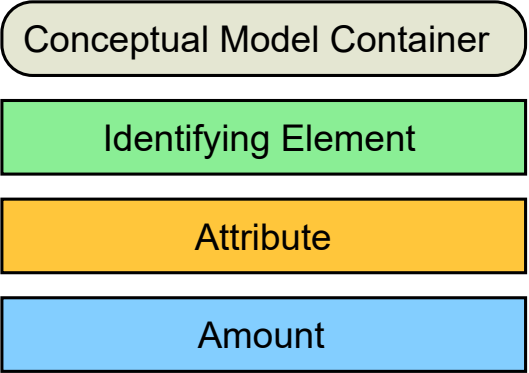 Conceptual Model Container
Identifying Element
Attribute
Amount